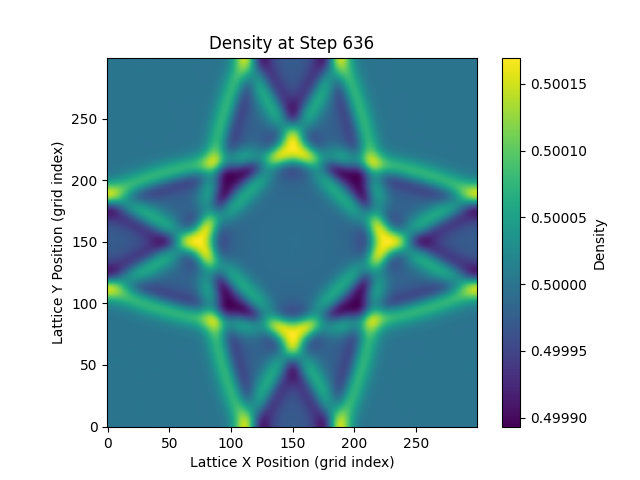 Density at Step 636
Lattice Y Position (grid index)
250
200
150
100
50
0
0 50 100 150 200 250
Lattice X Position (grid index)
0.50015
0.50010
0.50005
0.50000
0.49995
0.49990
Density